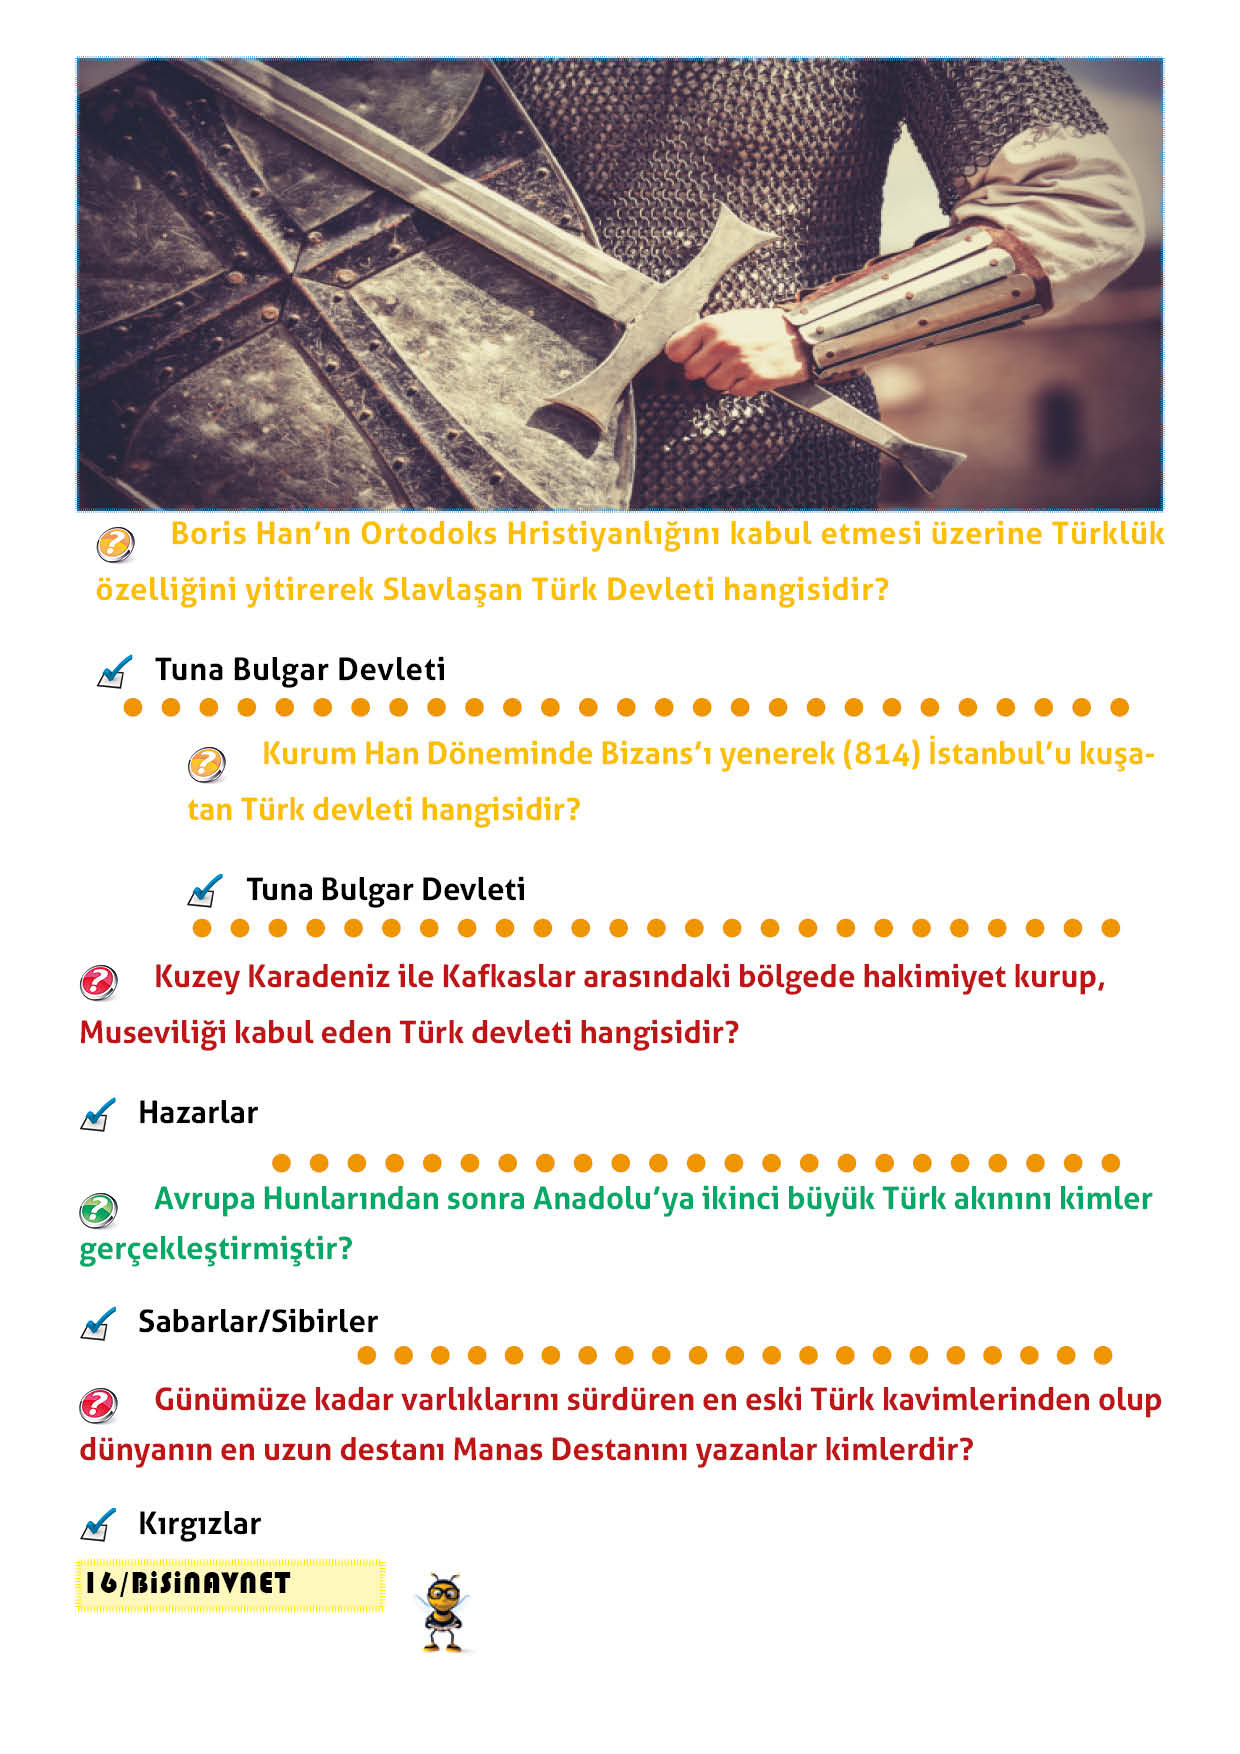 Boris Han’ın Ortodoks Hristiyanlığını kabul etmesi üzerine Türklük
özelliğini yitirerek Slavlaşan Türk Devleti hangisidir?
Tuna Bulgar Devleti
Kurum Han Döneminde Bizans’ı yenerek (814) İstanbul’u kuşa-
tan Türk devleti hangisidir?
Tuna Bulgar Devleti
Kuzey Karadeniz ile Kafkaslar arasındaki bölgede hakimiyet kurup,
Museviliği kabul eden Türk devleti hangisidir?
Hazarlar
Avrupa Hunlarından sonra Anadolu’ya ikinci büyük Türk akınını kimler
gerçekleştirmiştir?
Sabarlar/Sibirler
Günümüze kadar varlıklarını sürdüren en eski Türk kavimlerinden olup
dünyanın en uzun destanı Manas Destanını yazanlar kimlerdir?
Kırgızlar
16/BiSiNAVNET